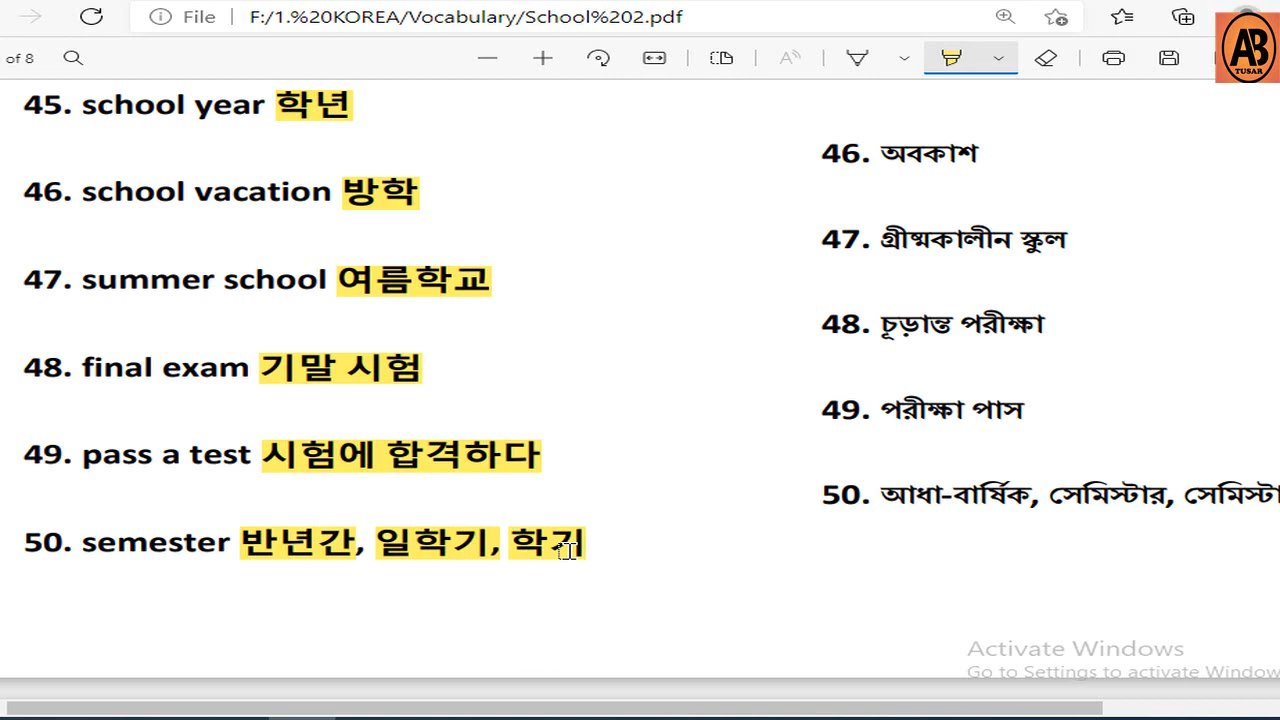 File F:/1.%20KOREA/Vocabulary/School%202.pdf
of 8
AB
TUSAR
45. school year 학년
46. school vacation 방학
47. summer school 여름학교
48. final exam 기말 시험
49. pass a test 시험에 합격하다
50. semester 반년간, 일학기, 학기
46. অবকাশ
47. গ্রীষ্মকালীন স্কুল
48. চূড়ান্ত পরীক্ষা
49. পরীক্ষা পাস
50. আধা-বার্ষিক, সেমিস্টার,
Activate Windows
Go to Settings to activate